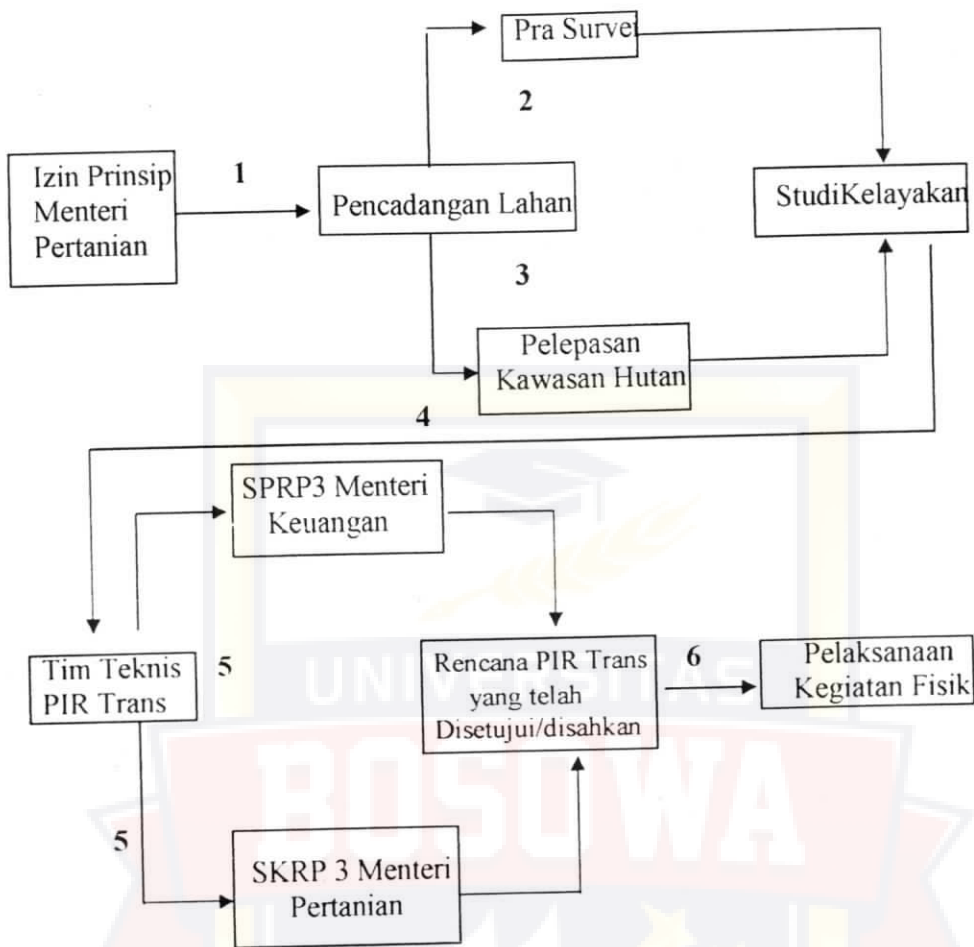 Pra Survei
2
Izin Prinsip
Menteri
Pertanian
1
Pencadangan Lahan
StudiKelayakan
3
Pelepasan
Kawasan Hutan
4
SPRP3 Menteri
Keuangan
Tim Teknis
PIR Trans
5
Rencana PIR Trans
yang telah
Disetujui/disahkan
6
Pelaksanaan
Kegiatan Fisik
5
SKRP 3 Menteri
Pertanian
UNIVERSITAS
BOSOWA